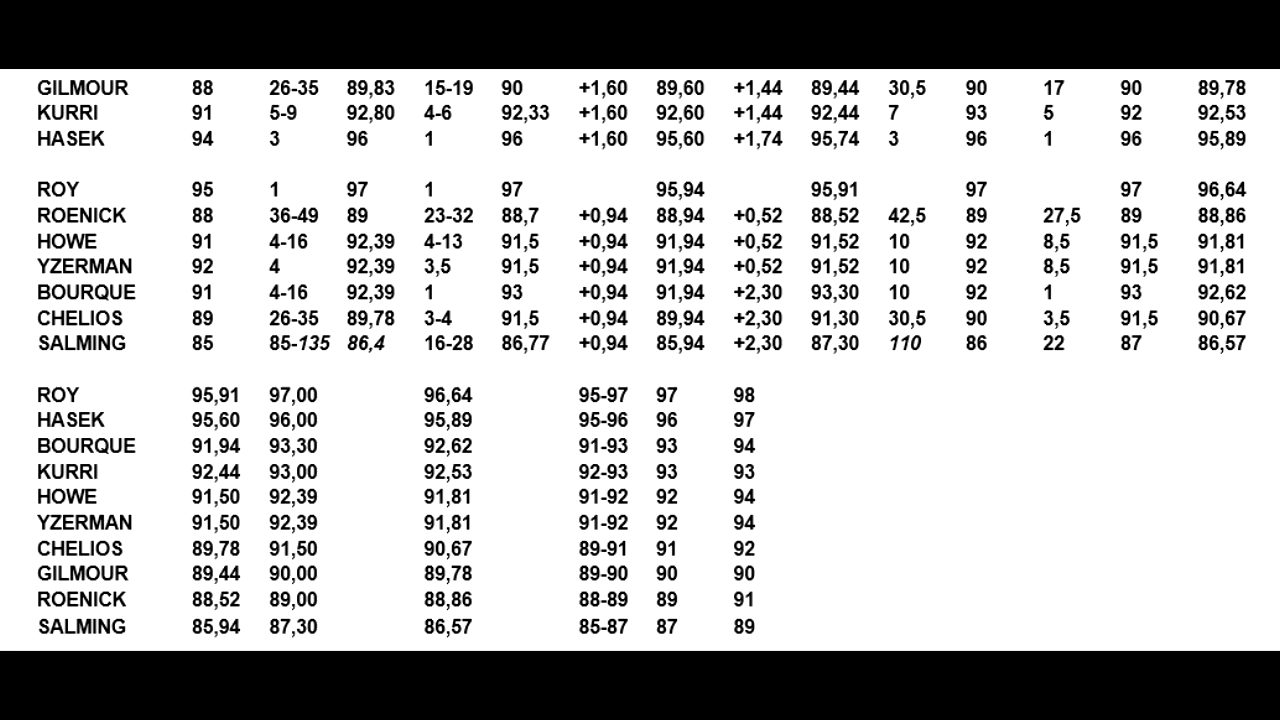 GILMOUR 88 26-35 89,83 15-19 90 +1,60 89,60 +1,44 89,44 30,5 90 17 90 89,78
KURRI 91 5-9 92,80 4-6 92,33 +1,60 92,60 +1,44 92,44 7 93 5 92 92,53
HASEK 94 3 96 1 96 +1,60 95,60 +1,74 95,74 3 96 1 96 95,89
ROY 95 1 97 1 97 95,94 95,91 97 97 96,64
ROENICK 88 36-49 89 23-32 88,7 +0,94 88,94 +0,52 88,52 42,5 89 27,5 89 88,86
HOWE 91 4-16 92,39 4-13 91,5 +0,94 91,94 +0,52 91,52 10 92 8,5 91,5 91,81
YZERMAN 92 4 92,39 3,5 91,5 +0,94 91,94 +0,52 91,52 10 92 8,5 91,5 91,81
BOURQUE 91 4-16 92,39 1 93 +0,94 91,94 +2,30 93,30 10 92 1 93 92,62
CHELIOS 89 26-35 89,78 3-4 91,5 +0,94 89,94 +2,30 91,30 30,5 90 3,5 91,5 90,67
SALMING 85 85-135 86,4 16-28 86,77 +0,94 85,94 +2,30 87,30 110 86 22 87 86,57
ROY 95,91 97,00 96,64 95-97 97 98
HASEK 95,60 96,00 95,89 95-96 96 97
BOURQUE 91,94 93,30 92,62 91-93 93 94
KURRI 92,44 93,00 92,53 92-93 93 93
HOWE 91,50 92,39 91,81 91-92 92 94
YZERMAN 91,50 92,39 91,81 91-92 92 94
CHELIOS 89,78 91,50 90,67 89-91 91 92
GILMOUR 89,44 90,00 89,78 89-90 90 90
ROENICK 88,52 89,00 88,86 88-89 89 91
SALMING 85,94 87,30 86,57 85-87 87 89